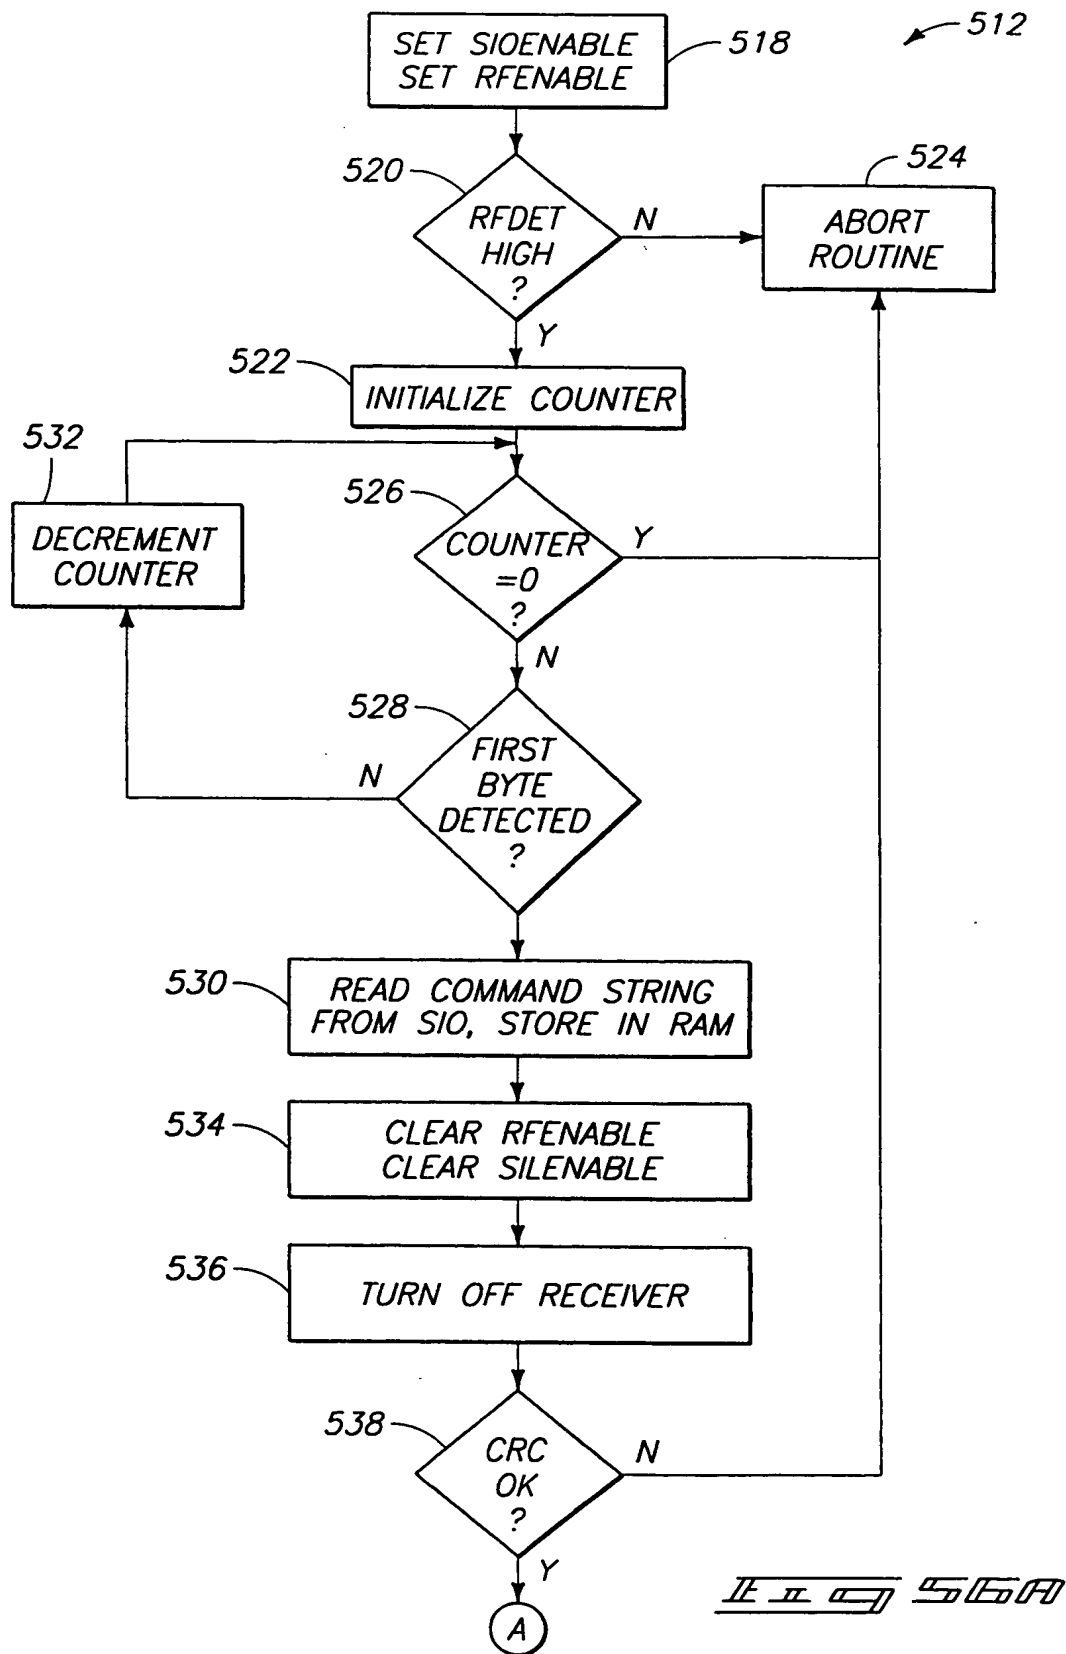 512
SET SIOENABLE
SET RFENABLE
518
520
RFDET
HIGH
?
N
524
ABORT
ROUTINE
Y
522
INITIALIZE COUNTER
532
DECREMENT
COUNTER
526
COUNTER
=0
?
Y
N
528
FIRST
BYTE
DETECTED
?
N
530
READ COMMAND STRING
FROM SIO, STORE IN RAM
534
CLEAR RFENABLE
CLEAR SILENABLE
536
TURN OFF RECEIVER
538
CRC
OK
?
N
Y
A
FIG 56A